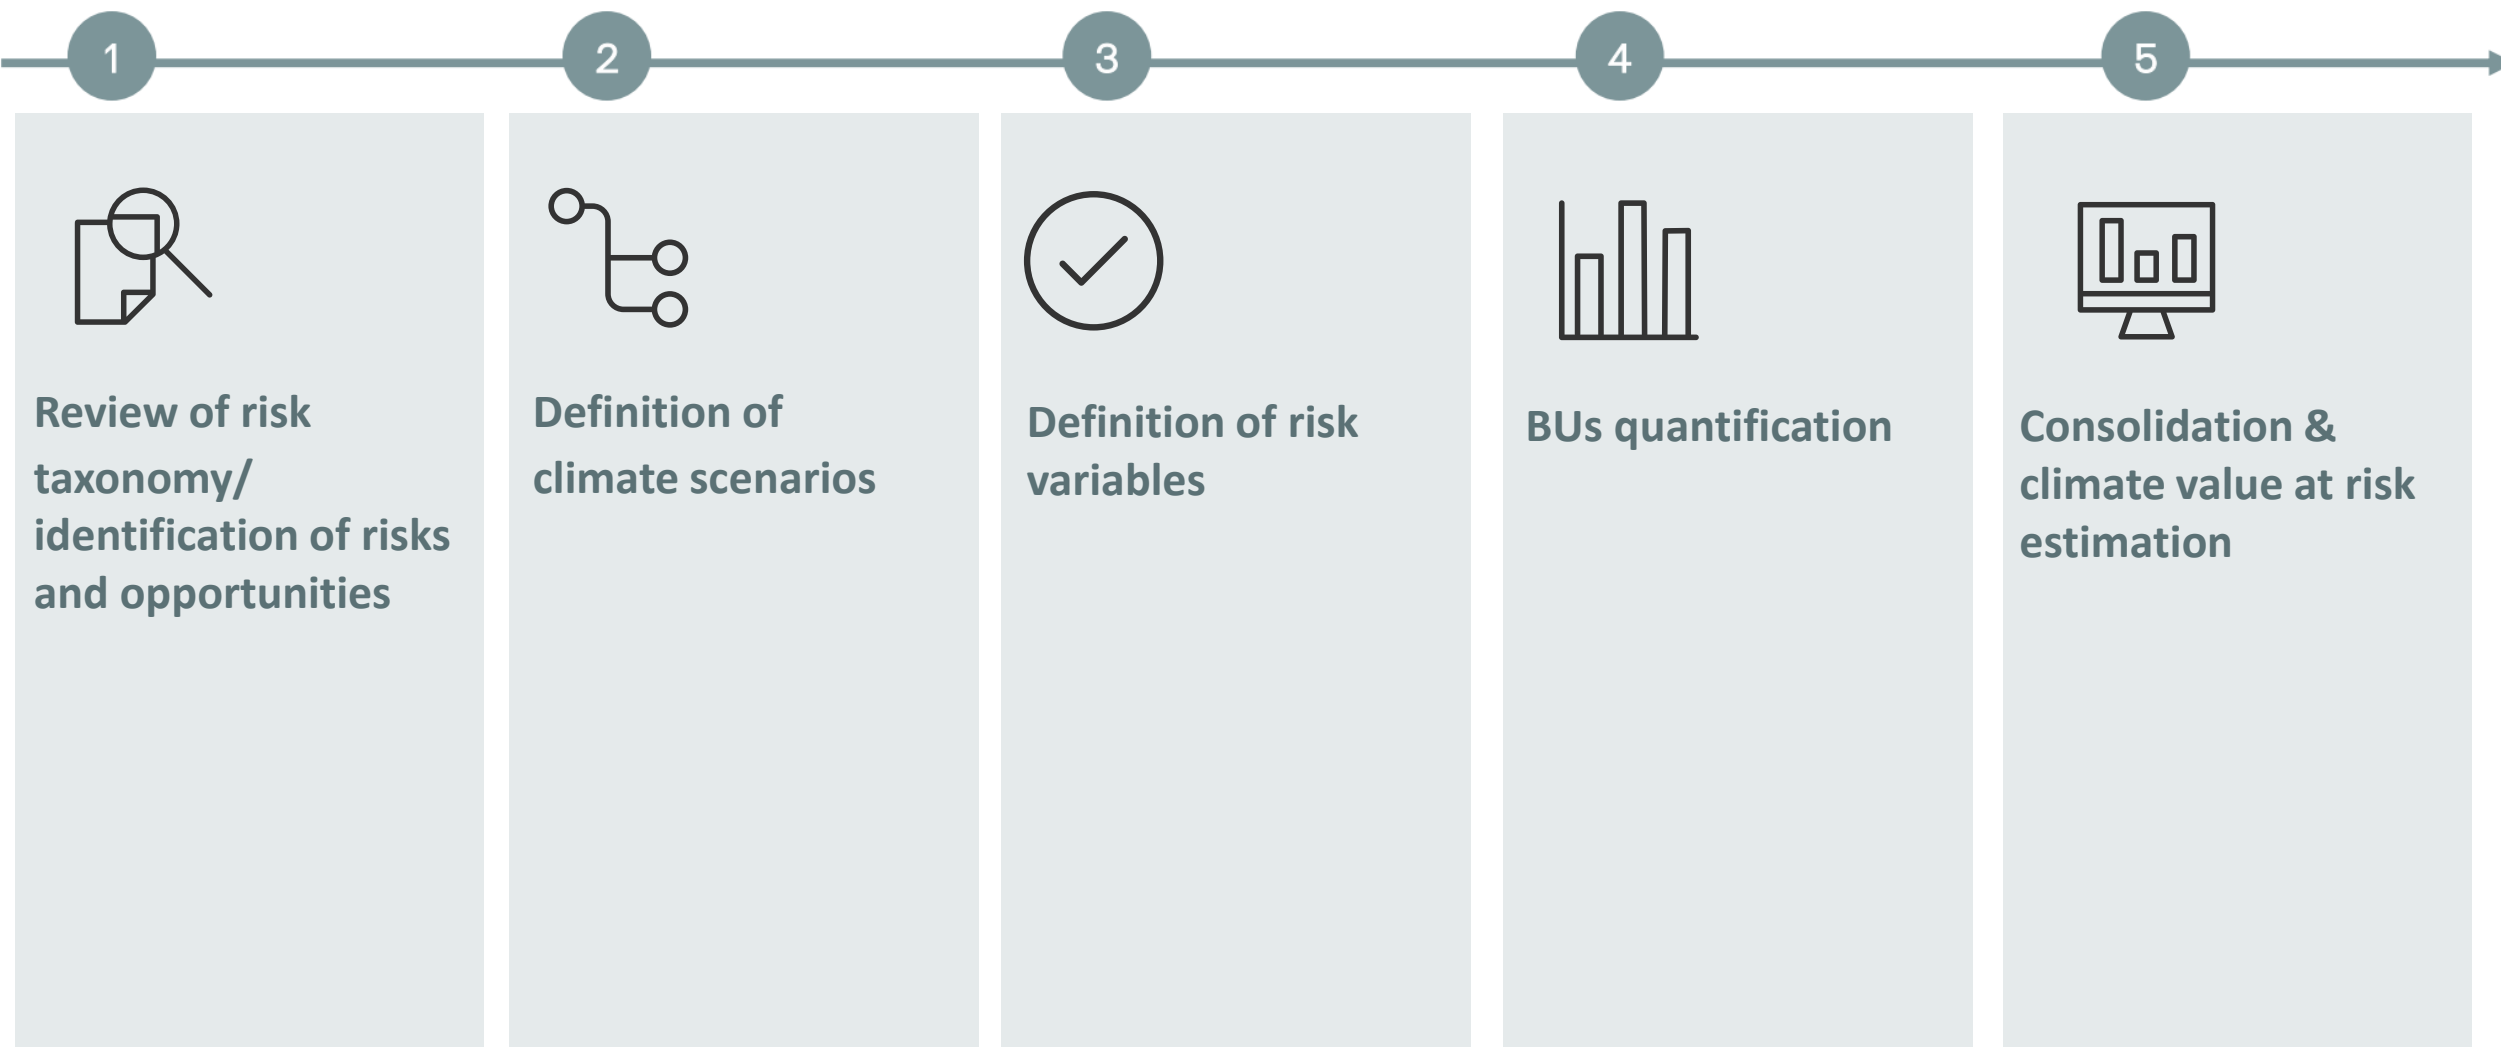 1
2
3
4
5
Review of risk
taxonomy/
identification of risks
and opportunities
Definition of
climate scenarios
Definition of risk
variables
BUs quantification
Consolidation &
climate value at risk
estimation